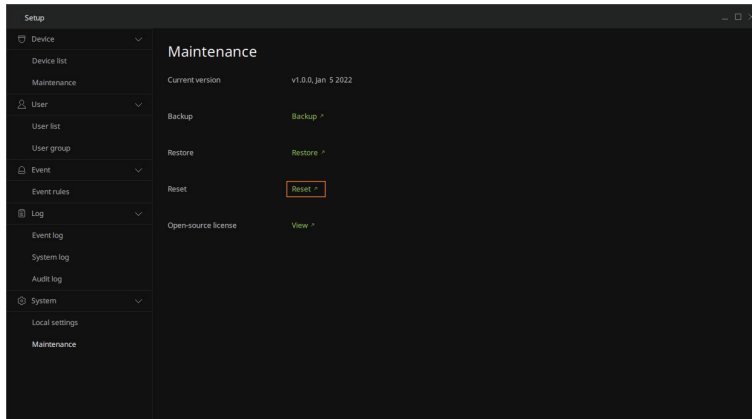 Setup
Device
Device list
Maintenance
User
User list
User group
Event
Event rules
Log
Event log
System log
Audit log
System
Local settings
Maintenance
Maintenance
Current version v1.0.0, Jan 5 2022
Backup Backup
Restore Restore
Reset Reset
Open-source license View